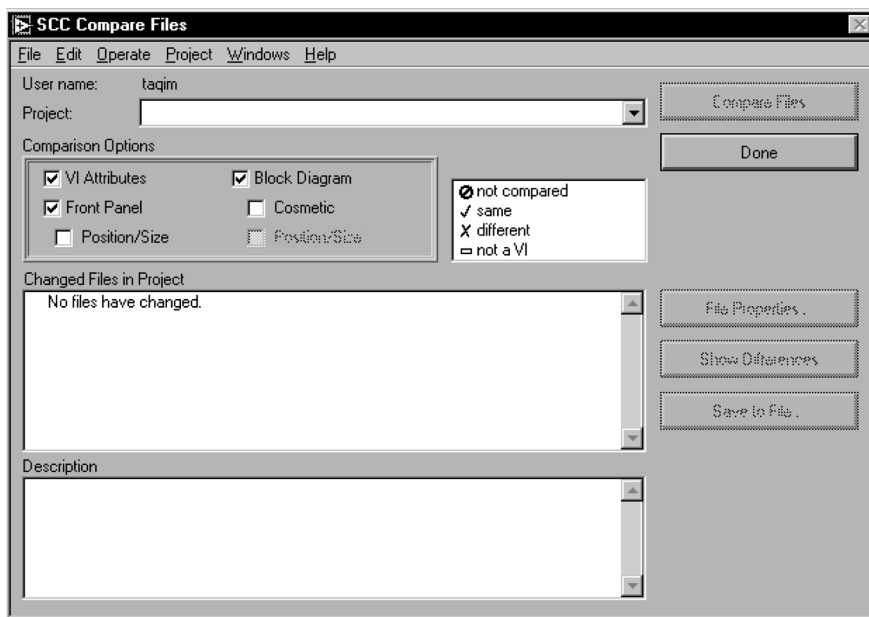 SCC Compare Files
File Edit Operate Project Windows Help
User name: taqim
Project:
Compare Files
Done
Comparison Options
VI Attributes
Block Diagram
Front Panel
Cosmetic
Position/Size
Position/Size
not compared
same
different
not a VI
Changed Files in Project
No files have changed.
File Properties .
Show Differences
Save to File .
Description